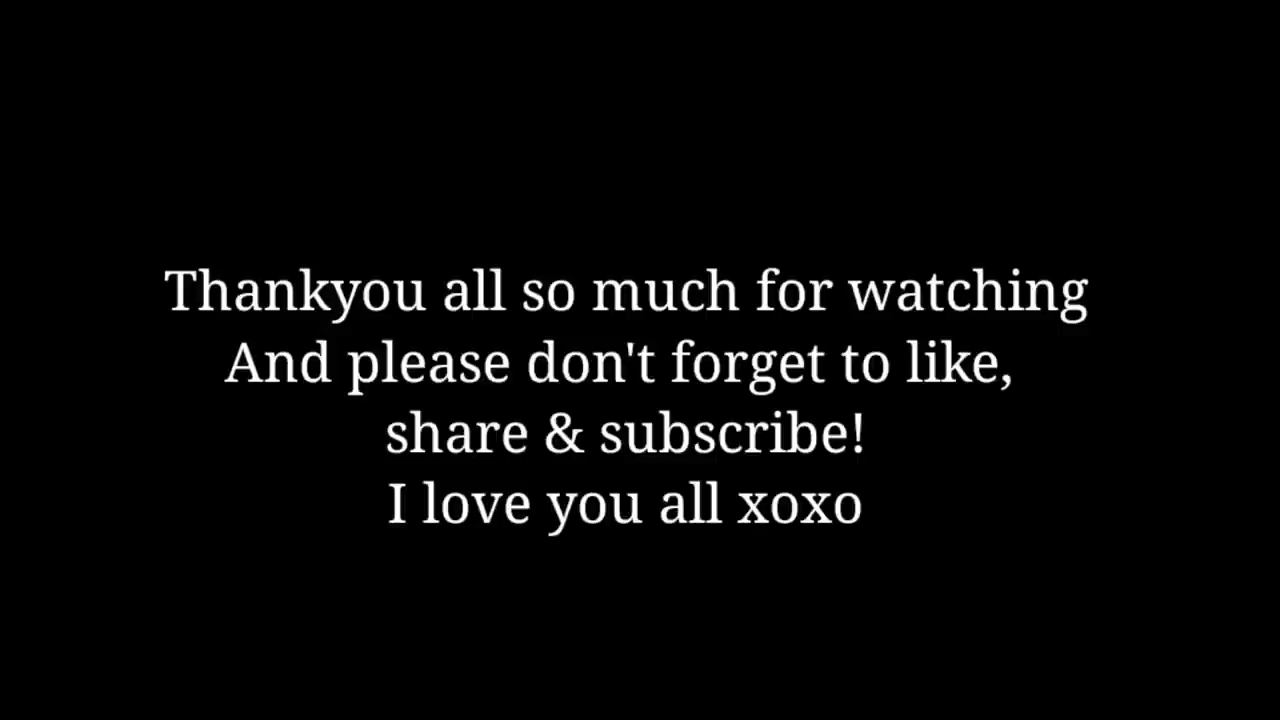 Thankyou all so much for watching
And please don't forget to like,
share & subscribe!
I love you all xoxo